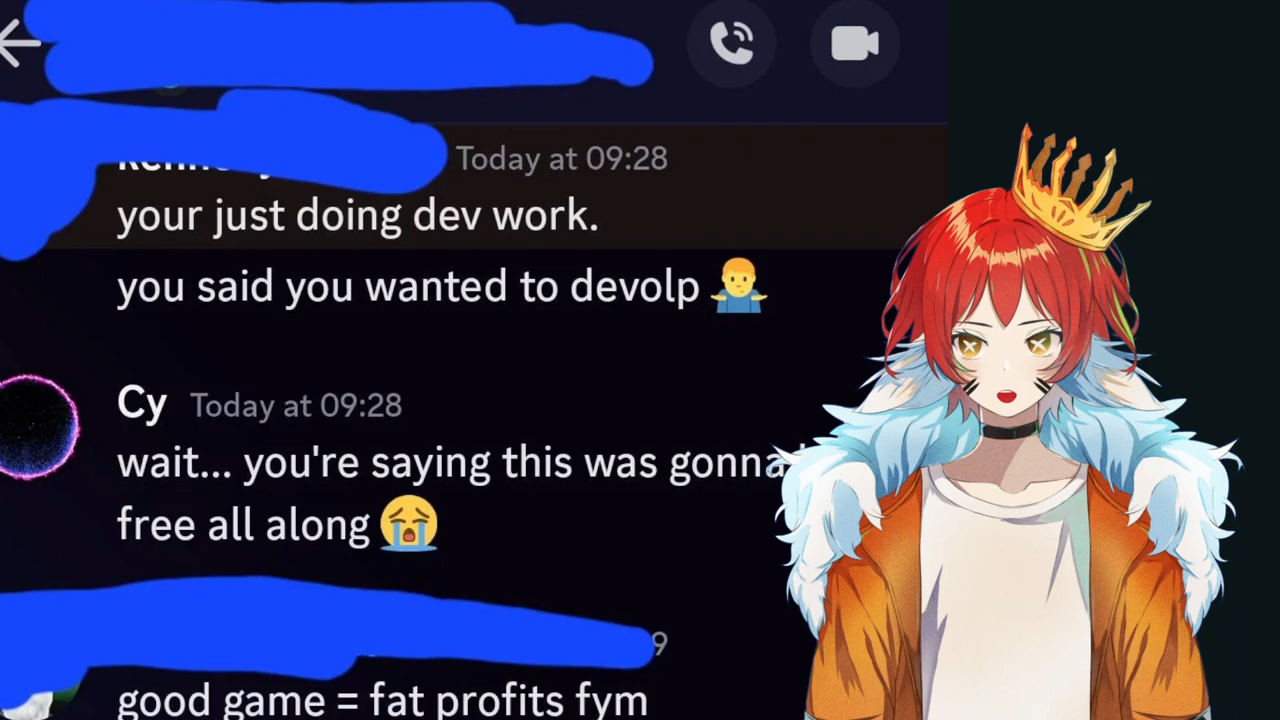 Today at 09:28
your just doing dev work.
you said you wanted to devolp 🤷‍♂️
Cy Today at 09:28
wait... you're saying this was gonna
free all along 😭
9
good game = fat profits fym